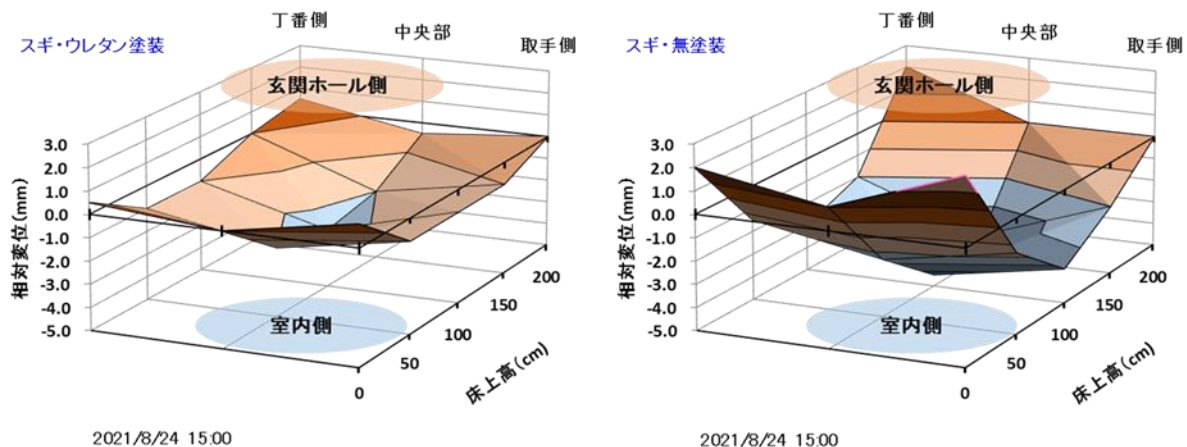 スギ・ウレタン塗装
丁番側
中央部
取手側
玄関ホール側
3.0
2.0
1.0
0.0
-1.0
-2.0
-3.0
-4.0
-5.0
相対変位(mm)
室内側
200
150
100
50
0
床上高(cm)
2021/8/24 15:00
スギ・無塗装
丁番側
中央部
取手側
玄関ホール側
3.0
2.0
1.0
0.0
-1.0
-2.0
-3.0
-4.0
-5.0
相対変位(mm)
室内側
200
150
100
50
0
床上高(cm)
2021/8/24 15:00